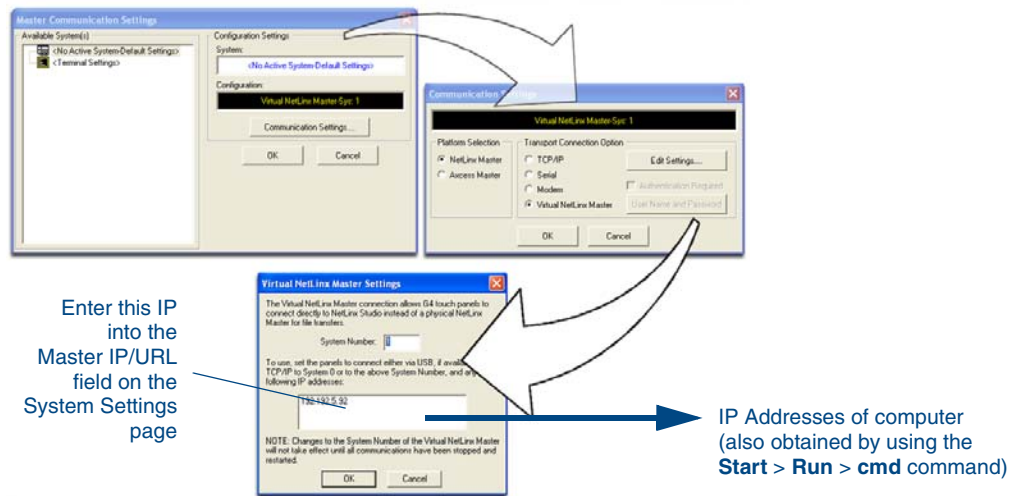 Master Communication Settings
Available System(s)
<No Active System-Default Settings>
<Terminal Settings>
Configuration Settings
System:
<No Active System-Default Settings>
Configuration:
Virtual NetLinx Master-Sys: 1
Communication Settings...
OK
Cancel
Communication Settings
Virtual NetLinx Master-Sys: 1
Platform Selection
NetLinx Master
Axcess Master
Transport Connection Option
TCP/IP
Serial
Modem
Virtual NetLinx Master
Edit Settings...
Authentication Required
User Name and Password
OK
Cancel
Virtual NetLinx Master Settings
The Virtual NetLinx Master connection allows G4 touch panels to
connect directly to NetLinx Studio instead of a physical NetLinx
Master for file transfers.
System Number:
1
To use, set the panels to connect either via USB, if
TCP/IP to System 0 or to the above System Number, and
following IP addresses:
192.192.5.92
NOTE: Changes to the System Number of the Virtual NetLinx Master
will not take effect until all communications have been stopped and
restarted.
OK
Cancel
Enter this IP
into the
Master IP/URL
field on the
System Settings
page
IP Addresses of computer
(also obtained by using the
Start > Run > cmd command)